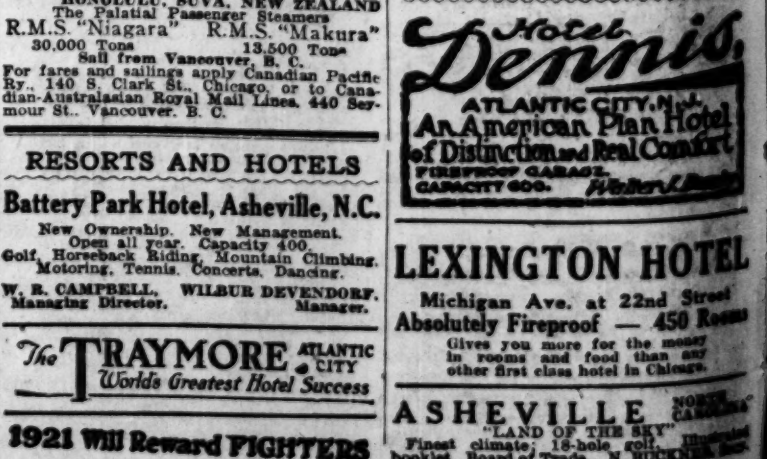 HONOLULU, SUVA, NEW ZEALAND
The Palatial Passenger Steamers
R.M.S. "Niagara" R.M.S. "Makura"
30,000 Tons 13,500 Tons
Sail from Vancouver, B. C.
For fares and sailings apply Canadian Pacific
Ry., 140 S. Clark St., Chicago, or to Cana-
dian-Australasian Royal Mail Lines, 440 Sey-
mour St., Vancouver, B. C.
RESORTS AND HOTELS
Battery Park Hotel, Asheville, N.C.
New Ownership. New Management.
Open all year. Capacity 400.
Golf, Horseback Riding, Mountain Climbing.
Motoring. Tennis. Concerts. Dancing.
W. R. CAMPBELL, WILBUR DEVENDORF,
Managing Director. Manager.
The TRAYMORE ATLANTIC CITY
World's Greatest Hotel Success
1921 Will Reward FIGHTERS
Hotel
Dennis,
ATLANTIC CITY, N.J.
An American Plan Hotel
of Distinction and Real Comfort
FIREPROOF GARAGE.
CAPACITY 600.
LEXINGTON HOTEL
Michigan Ave. at 22nd Street
Absolutely Fireproof — 450 Rooms
Gives you more for the money
in rooms and food than any
other first class hotel in Chicago.
ASHEVILLE NORTH CAROLINA
"LAND OF THE SKY"
Finest climate; 18-hole golf. Illustrated
booklet. Board of Trade. N. BUCKNER, Sec.